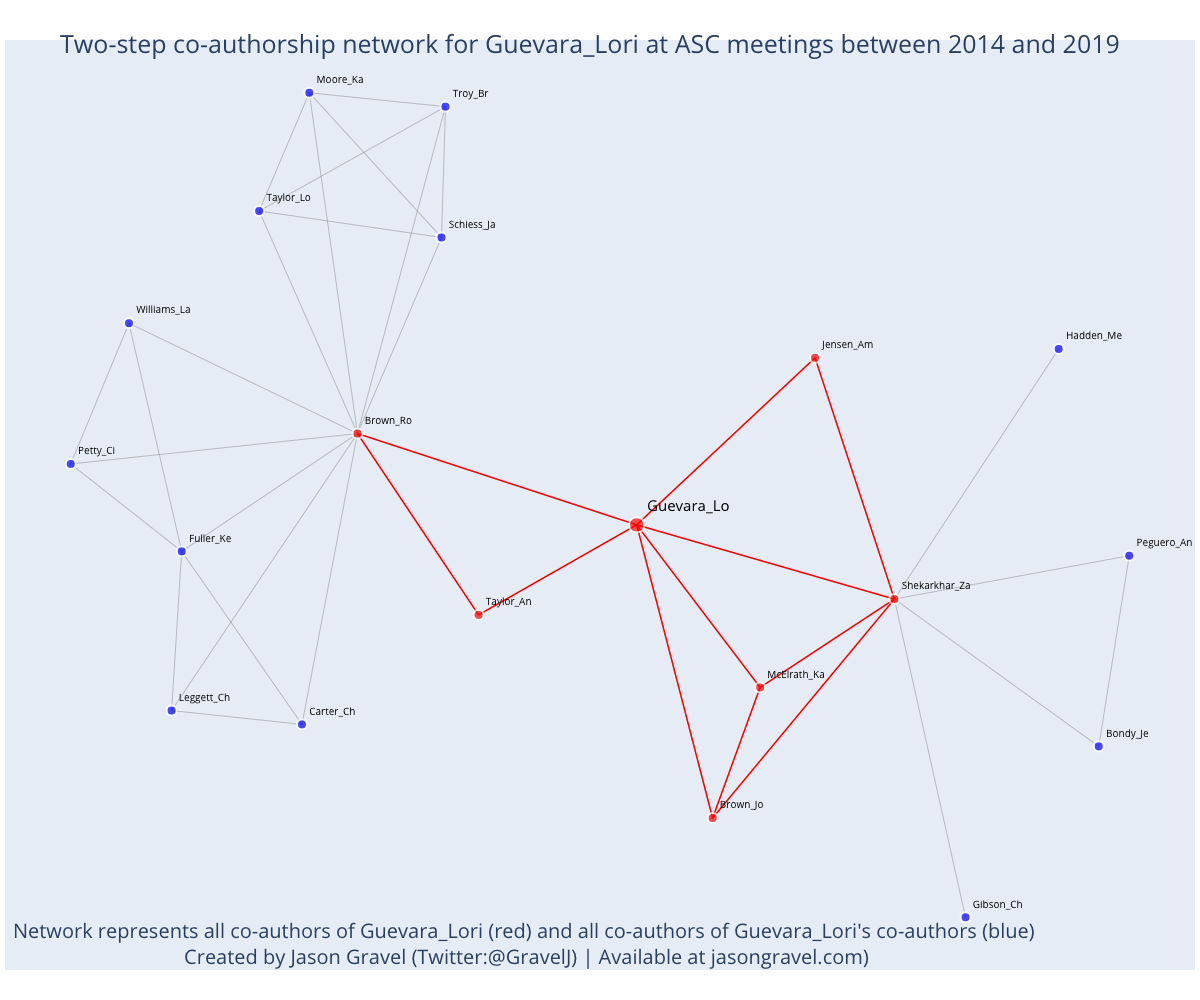 Two-step co-authorship network for Guevara_Lori at ASC meetings between 2014 and 2019
Moore_Ka
Troy_Br
Taylor_Lo
Schiess_Ja
Williams_La
Hadden_Me
Jensen_Am
Brown_Ro
Petty_Cl
Guevara_Lo
Fuller_Ke
Peguero_An
Shekarkhar_Za
Taylor_An
McElrath_Ka
Leggett_Ch
Carter_Ch
Bondy_Je
Brown_Jo
Gibson_Ch
Network represents all co-authors of Guevara_Lori (red) and all co-authors of Guevara_Lori's co-authors (blue)
Created by Jason Gravel (Twitter:@GravelJ) | Available at jasongravel.com)